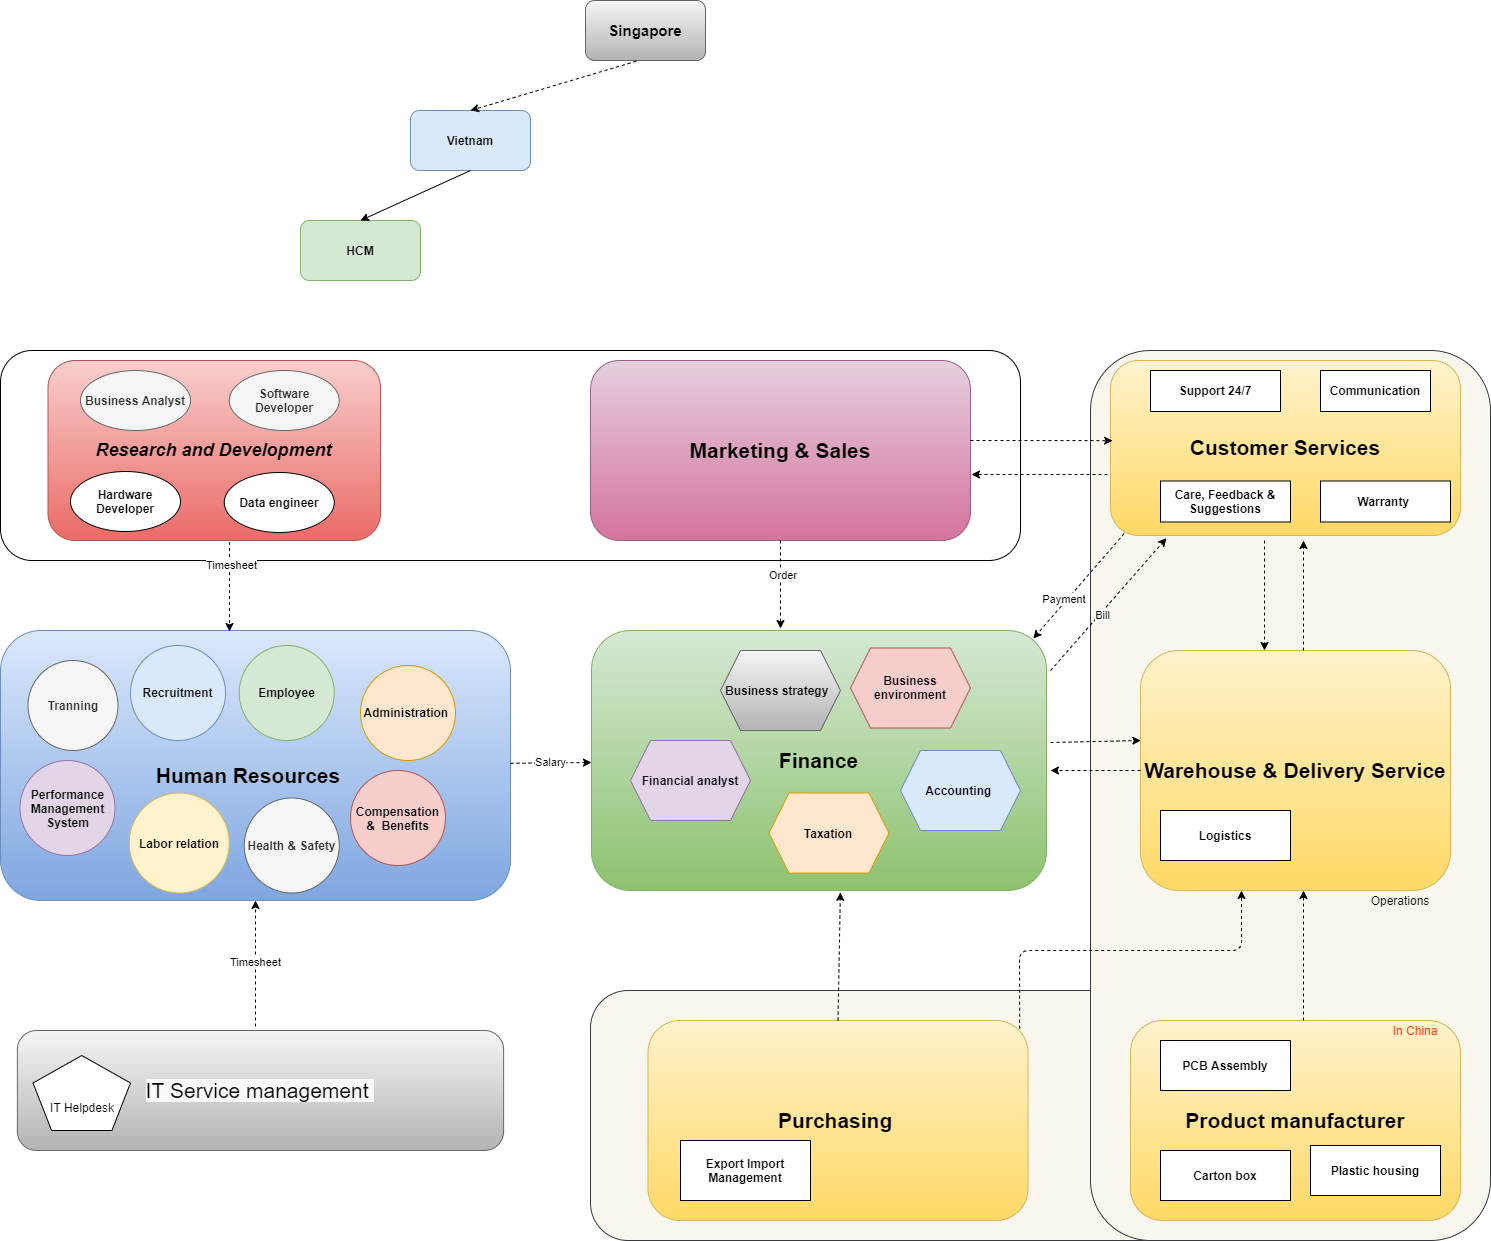 Singapore
Vietnam
HCM
Business Analyst
Software
Developer
Research and Development
Hardware
Developer
Data engineer
Marketing & Sales
Support 24/7
Communication
Customer Services
Care, Feedback &
Suggestions
Warranty
Timesheet
Order
Payment
Bill
Tranning
Recruitment
Employee
Administration
Human Resources
Performance
Management
System
Labor relation
Health & Safety
Compensation
& Benefits
Salary
Business strategy
Business
environment
Finance
Financial analyst
Accounting
Taxation
Warehouse & Delivery Service
Logistics
Operations
Timesheet
IT Helpdesk
IT Service management
Purchasing
Export Import
Management
In China
PCB Assembly
Product manufacturer
Carton box
Plastic housing